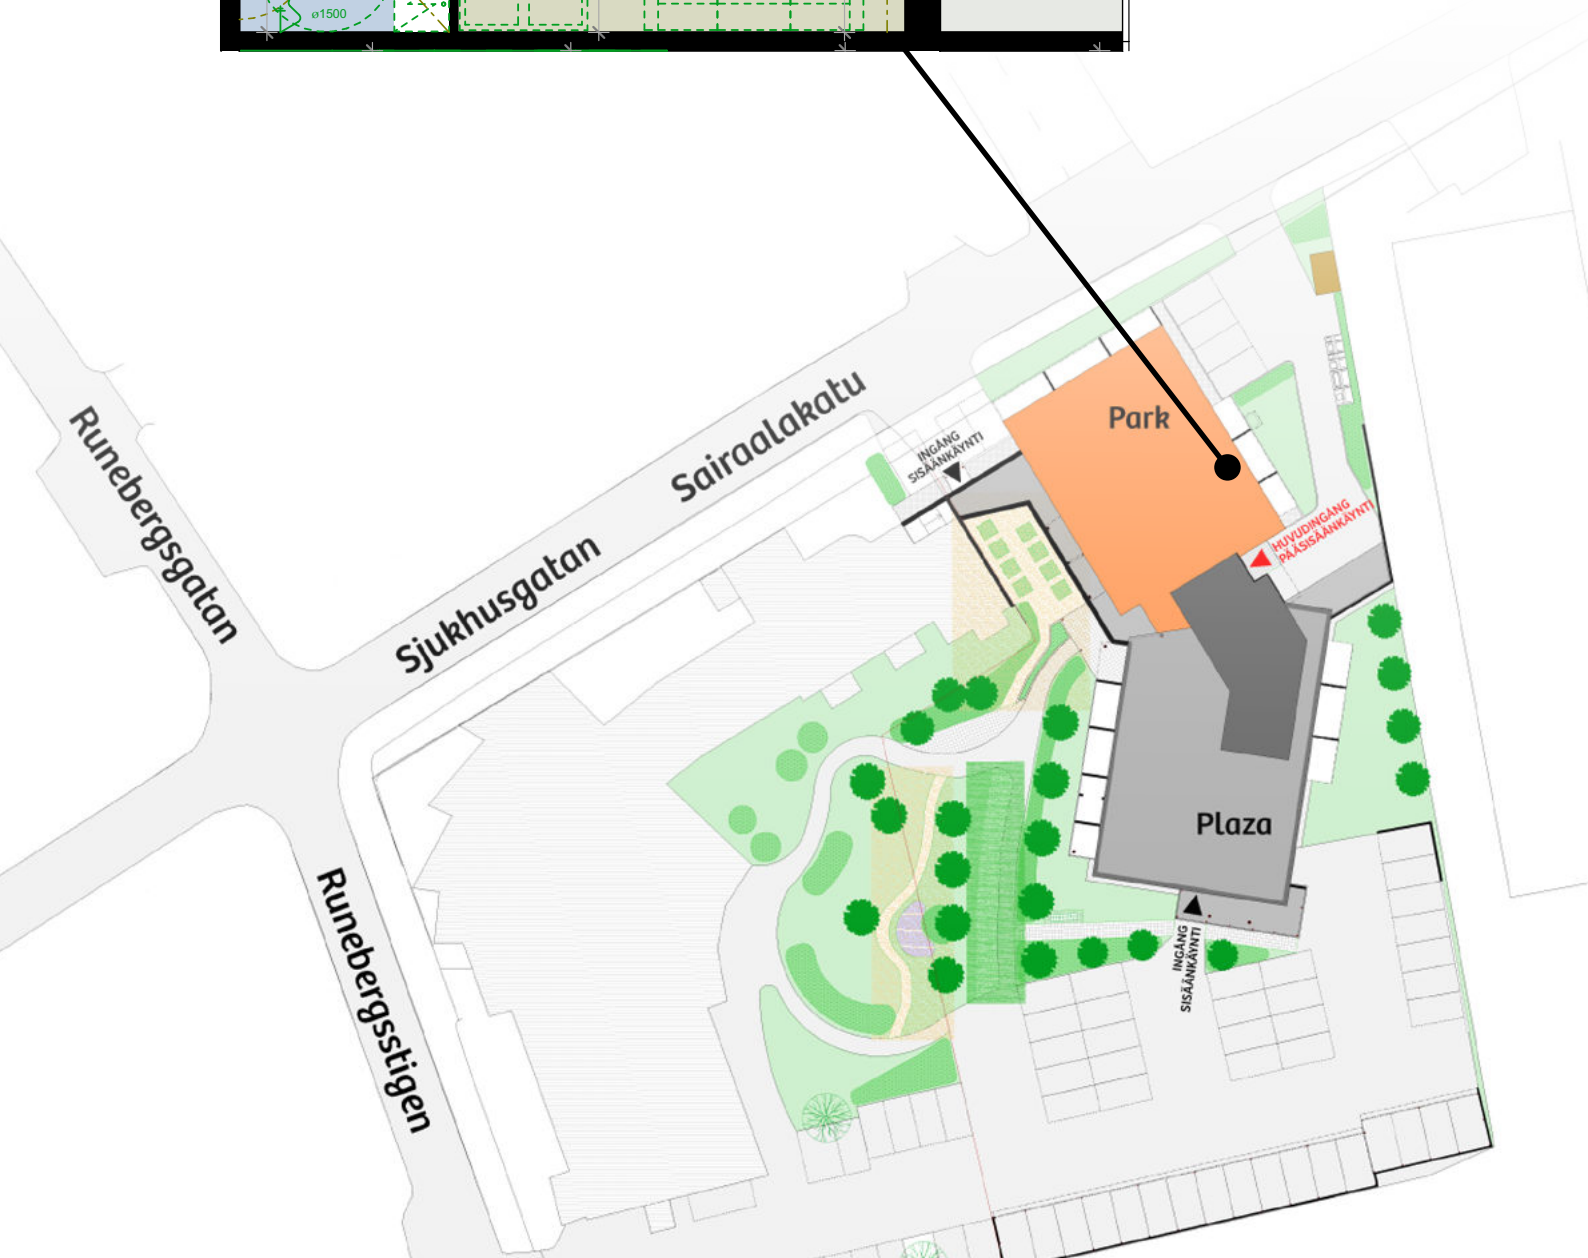 ø1500
Runebergsgatan
Sjukhusgatan
Sairaalakatu
INGÅNG
SISÄÄNKÄYNTI
Park
HUVUDINGÅNG
PÄÄSISÄÄNKÄYNTI
Plaza
INGÅNG
SISÄÄNKÄYNTI
Runebergsstigen